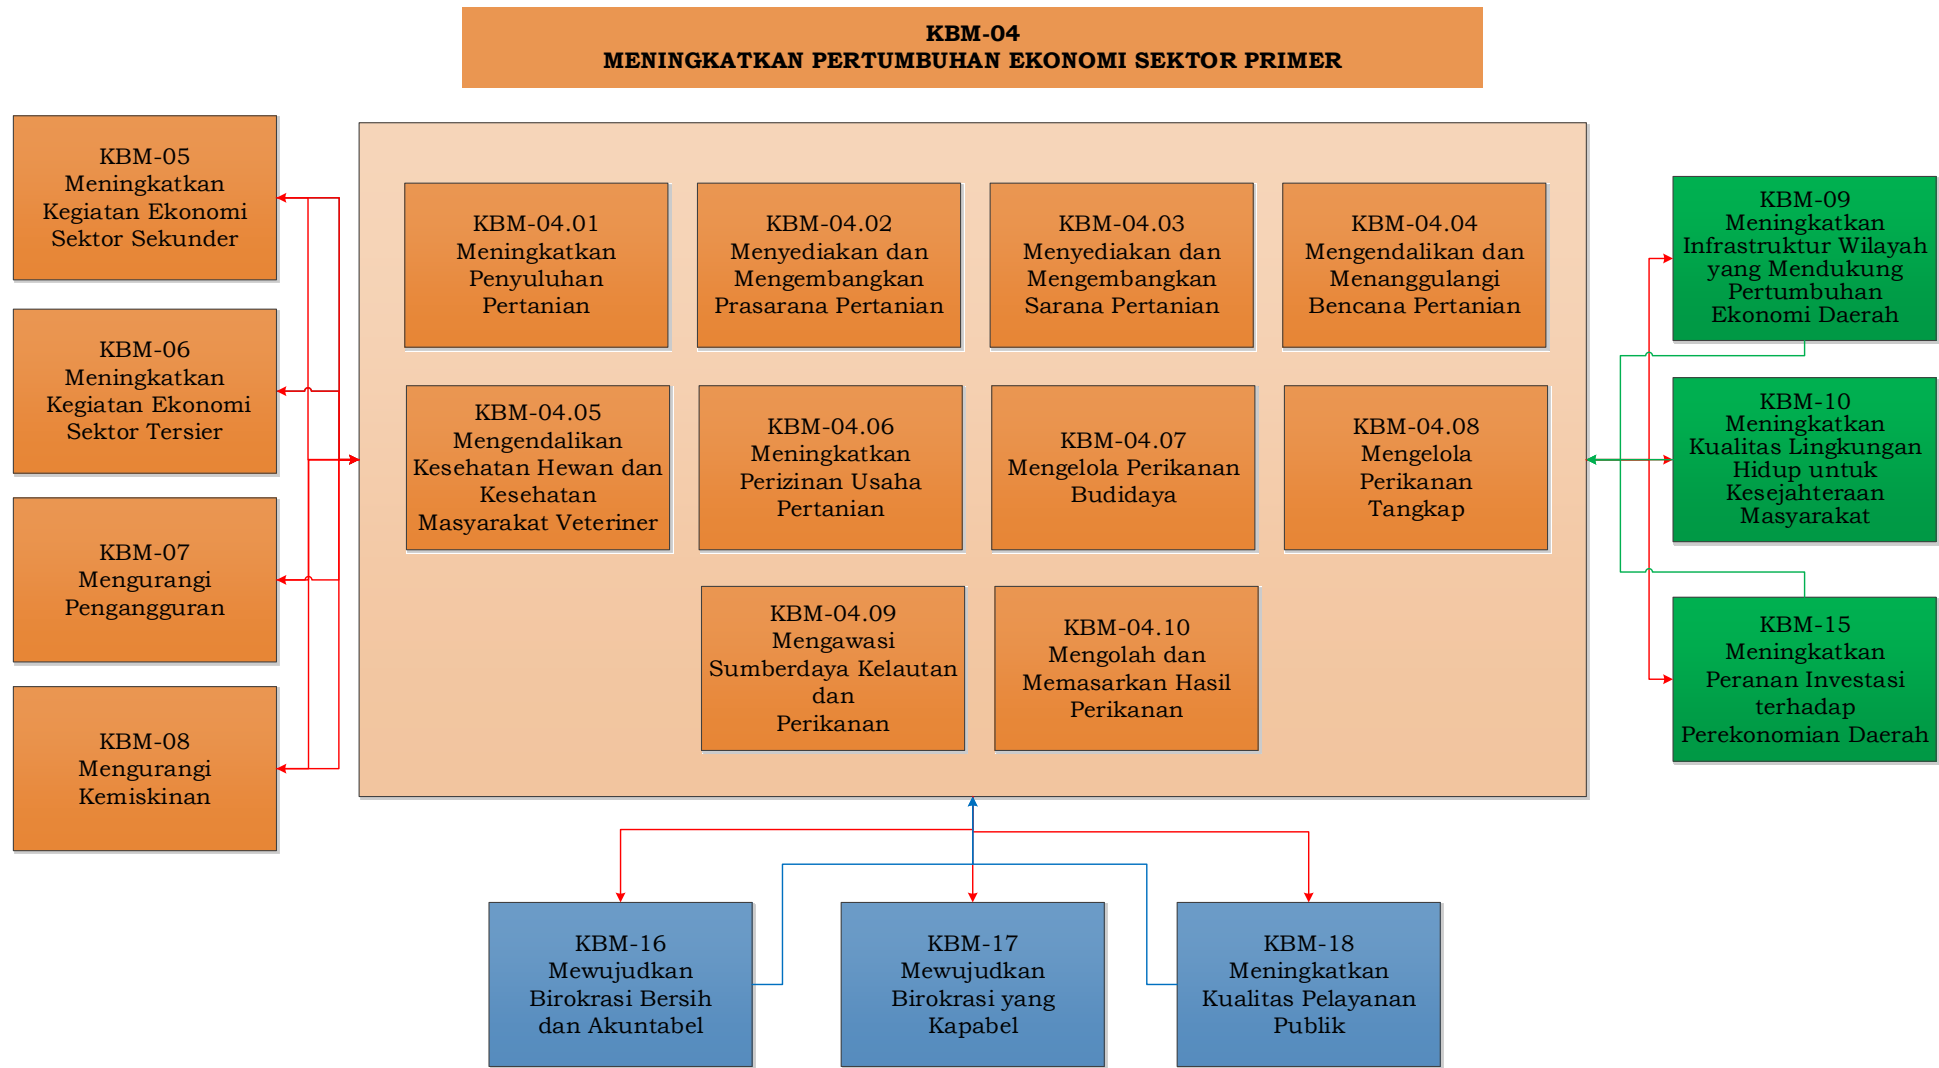 KBM-04
MENINGKATKAN PERTUMBUHAN EKONOMI SEKTOR PRIMER
KBM-05
Meningkatkan
Kegiatan Ekonomi
Sektor Sekunder
KBM-06
Meningkatkan
Kegiatan Ekonomi
Sektor Tersier
KBM-07
Mengurangi
Pengangguran
KBM-08
Mengurangi
Kemiskinan
KBM-04.01
Meningkatkan
Penyuluhan
Pertanian
KBM-04.02
Menyediakan dan
Mengembangkan
Prasarana Pertanian
KBM-04.03
Menyediakan dan
Mengembangkan
Sarana Pertanian
KBM-04.04
Mengendalikan dan
Menanggulangi
Bencana Pertanian
KBM-04.05
Mengendalikan
Kesehatan Hewan dan
Kesehatan
Masyarakat Veteriner
KBM-04.06
Meningkatkan
Perizinan Usaha
Pertanian
KBM-04.07
Mengelola Perikanan
Budidaya
KBM-04.08
Mengelola
Perikanan
Tangkap
KBM-04.09
Mengawasi
Sumberdaya Kelautan
dan
Perikanan
KBM-04.10
Mengolah dan
Memasarkan Hasil
Perikanan
KBM-09
Meningkatkan
Infrastruktur Wilayah
yang Mendukung
Pertumbuhan
Ekonomi Daerah
KBM-10
Meningkatkan
Kualitas Lingkungan
Hidup untuk
Kesejahteraan
Masyarakat
KBM-15
Meningkatkan
Peranan Investasi
terhadap
Perekonomian Daerah
KBM-16
Mewujudkan
Birokrasi Bersih
dan Akuntabel
KBM-17
Mewujudkan
Birokrasi yang
Kapabel
KBM-18
Meningkatkan
Kualitas Pelayanan
Publik